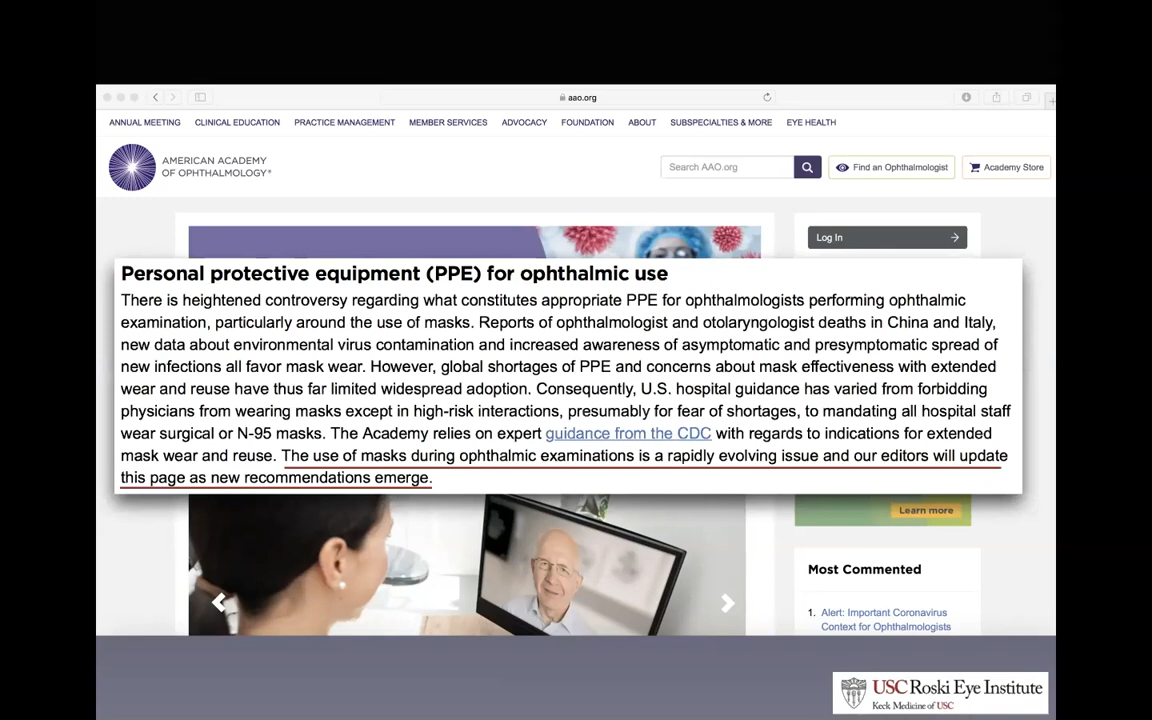 aao.org
ANNUAL MEETING CLINICAL EDUCATION PRACTICE MANAGEMENT MEMBER SERVICES ADVOCACY FOUNDATION ABOUT SUBSPECIALTIES & MORE EYE HEALTH
AMERICAN ACADEMY
OF OPHTHALMOLOGY®
Search AAO.org
Find an Ophthalmologist
Academy Store
Log In
Personal protective equipment (PPE) for ophthalmic use
There is heightened controversy regarding what constitutes appropriate PPE for ophthalmologists performing ophthalmic
examination, particularly around the use of masks. Reports of ophthalmologist and otolaryngologist deaths in China and Italy,
new data about environmental virus contamination and increased awareness of asymptomatic and presymptomatic spread of
new infections all favor mask wear. However, global shortages of PPE and concerns about mask effectiveness with extended
wear and reuse have thus far limited widespread adoption. Consequently, U.S. hospital guidance has varied from forbidding
physicians from wearing masks except in high-risk interactions, presumably for fear of shortages, to mandating all hospital staff
wear surgical or N-95 masks. The Academy relies on expert guidance from the CDC with regards to indications for extended
mask wear and reuse. The use of masks during ophthalmic examinations is a rapidly evolving issue and our editors will update
this page as new recommendations emerge.
Learn more
Most Commented
1. Alert: Important Coronavirus
Context for Ophthalmologists
USC Roski Eye Institute
Keck Medicine of USC